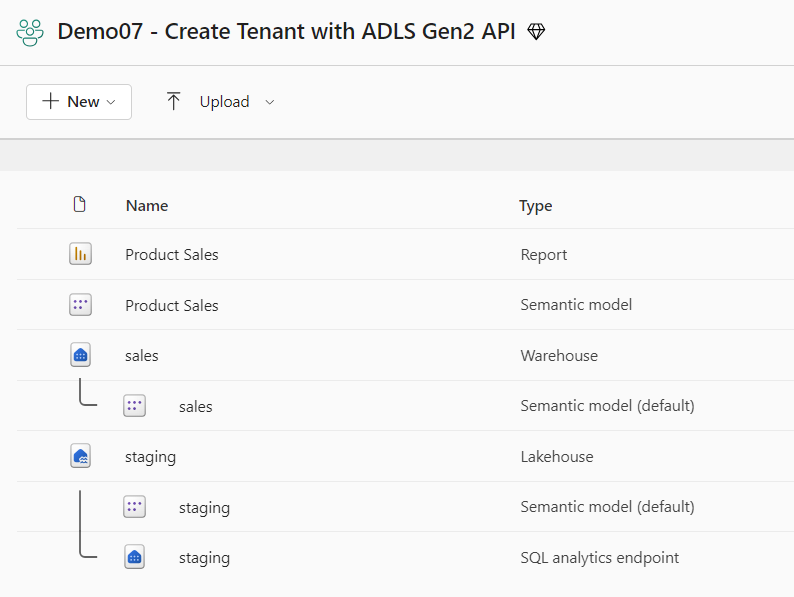 Demo07 - Create Tenant with ADLS Gen2 API
New Upload
Name Type
Product Sales Report
Product Sales Semantic model
sales Warehouse
sales Semantic model (default)
staging Lakehouse
staging Semantic model (default)
staging SQL analytics endpoint